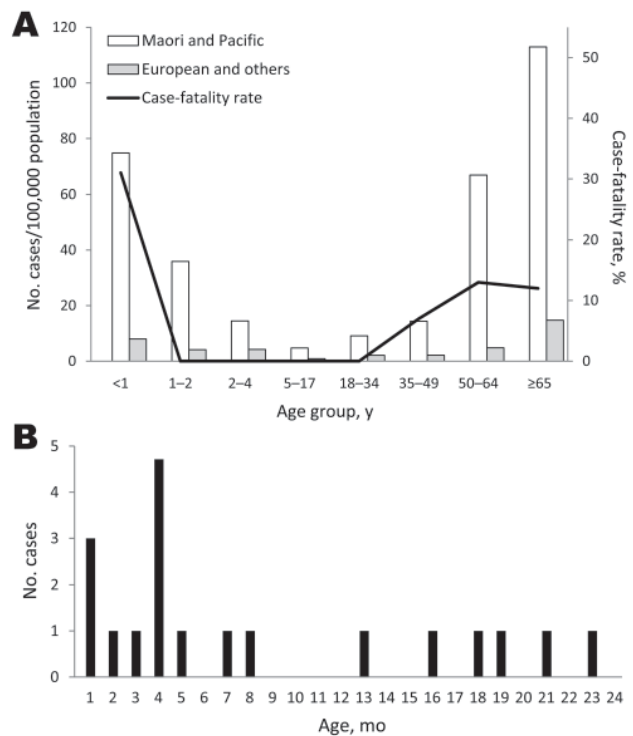 A
Maori and Pacific
European and others
Case-fatality rate
No. cases/100,000 population
120
100
80
60
40
20
0
Case-fatality rate, %
50
40
30
20
10
0
<1 1–2 2–4 5–17 18–34 35–49 50–64 ≥65
Age group, y
B
No. cases
5
4
3
2
1
0
1 2 3 4 5 6 7 8 9 10 11 12 13 14 15 16 17 18 19 20 21 22 23 24
Age, mo